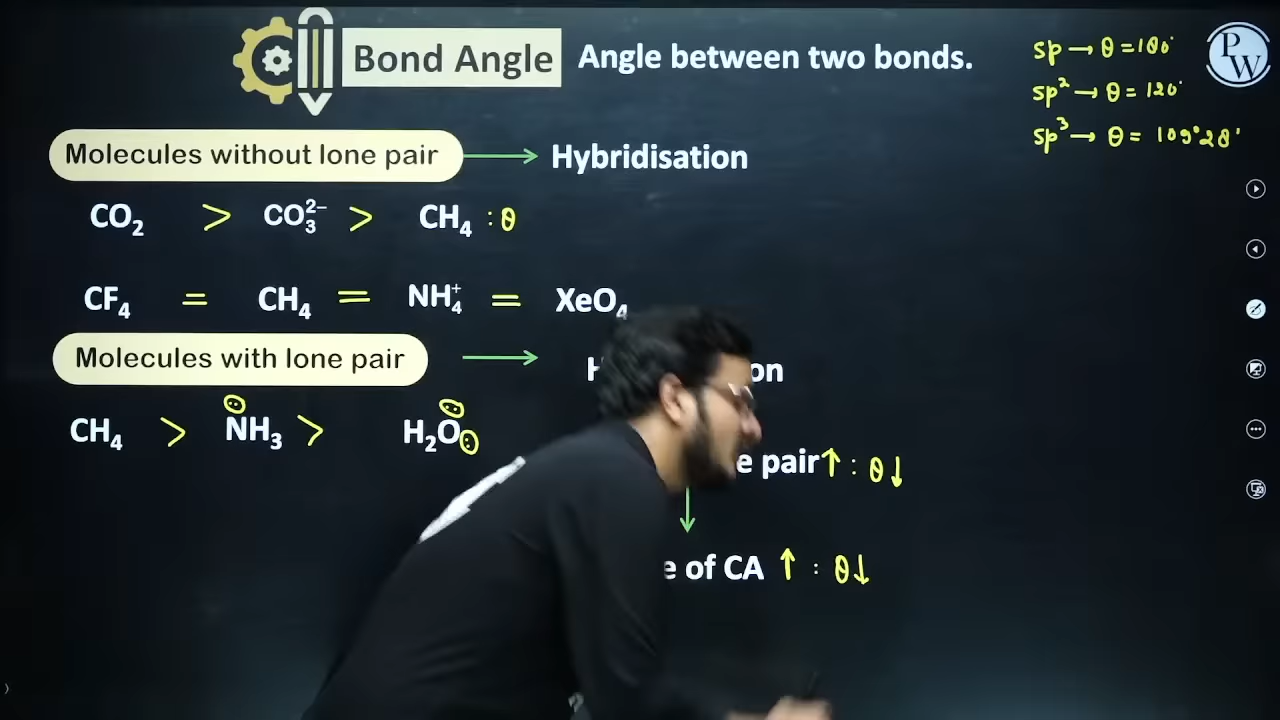 Bond Angle Angle between two bonds.
sp → θ = 180°
sp² → θ = 120°
sp³ → θ = 109°28'
PW
Molecules without lone pair → Hybridisation
CO₂ > CO₃²⁻ > CH₄ : θ
CF₄ = CH₄ = NH₄⁺ = XeO₄
Molecules with lone pair →
CH₄ > NH₃ > H₂O
pair ↑ : θ↓
of CA ↑ : θ↓